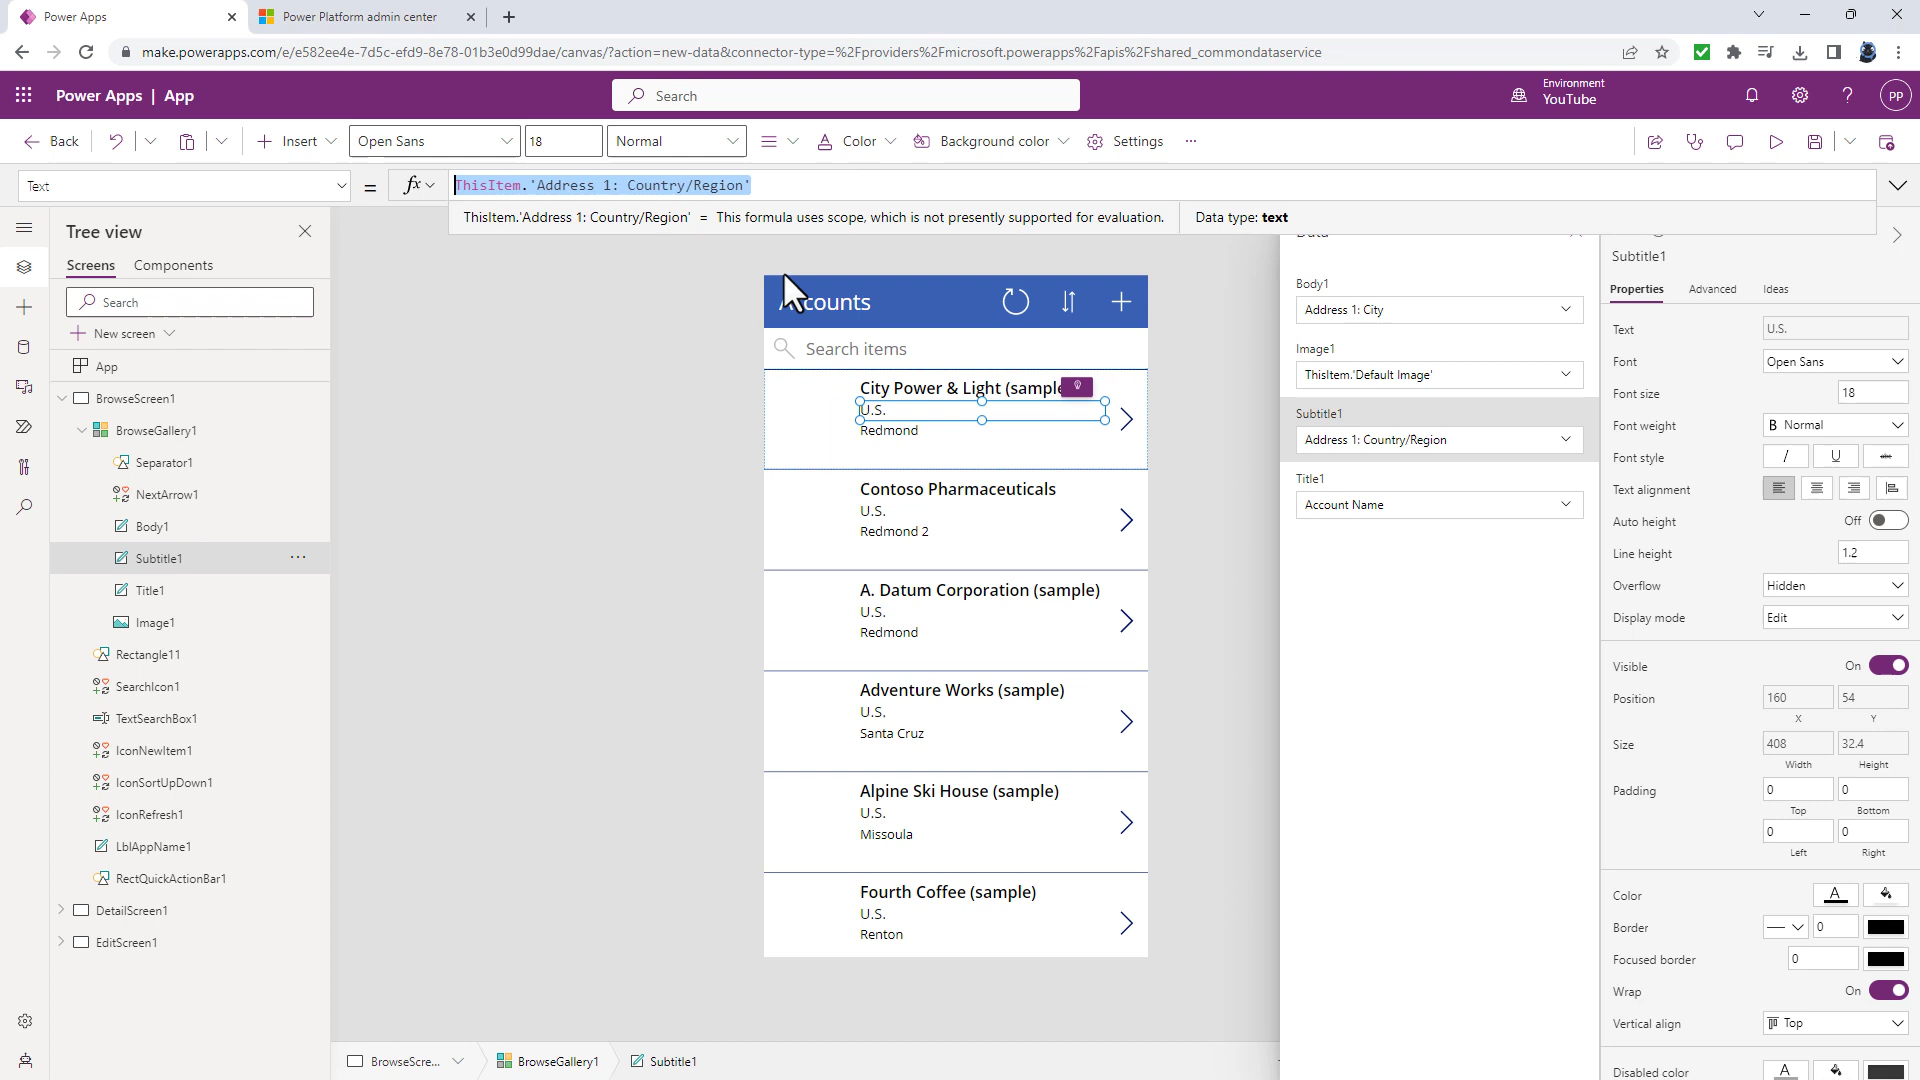 Power Apps
Power Platform admin center
make.powerapps.com/e/e582ee4e-7d5c-efd9-8e78-01b3e0d99dae/canvas/?action=new-data&connector-type=%2Fproviders%2Fmicrosoft.powerapps%2Fapis%2Fshared_commondataservice
Power Apps | App
Search
Environment
YouTube
PP
Back
Insert
Open Sans
18
Normal
Color
Background color
Settings
Text
=
fx
ThisItem.'Address 1: Country/Region'
ThisItem.'Address 1: Country/Region' = This formula uses scope, which is not presently supported for evaluation.
Data type: text
Tree view
Screens
Components
Search
New screen
App
BrowseScreen1
BrowseGallery1
Separator1
NextArrow1
Body1
Subtitle1
Title1
Image1
Rectangle11
SearchIcon1
TextSearchBox1
IconNewItem1
IconSortUpDown1
IconRefresh1
LblAppName1
RectQuickActionBar1
DetailScreen1
EditScreen1
Search items
City Power & Light (sample
U.S.
Redmond
Contoso Pharmaceuticals
U.S.
Redmond 2
A. Datum Corporation (sample)
U.S.
Redmond
Adventure Works (sample)
U.S.
Santa Cruz
Alpine Ski House (sample)
U.S.
Missoula
Fourth Coffee (sample)
U.S.
Renton
BrowseScre...
BrowseGallery1
Subtitle1
Body1
Address 1: City
Image1
ThisItem.'Default Image'
Subtitle1
Address 1: Country/Region
Title1
Account Name
Subtitle1
Properties
Advanced
Ideas
Text
U.S.
Font
Open Sans
Font size
18
Font weight
B Normal
Font style
Text alignment
Auto height
Off
Line height
1.2
Overflow
Hidden
Display mode
Edit
Visible
On
Position
160
54
X
Y
Size
408
32.4
Width
Height
Padding
0
0
Top
Bottom
0
0
Left
Right
Color
Border
0
Focused border
0
Wrap
On
Vertical align
Top
Disabled color